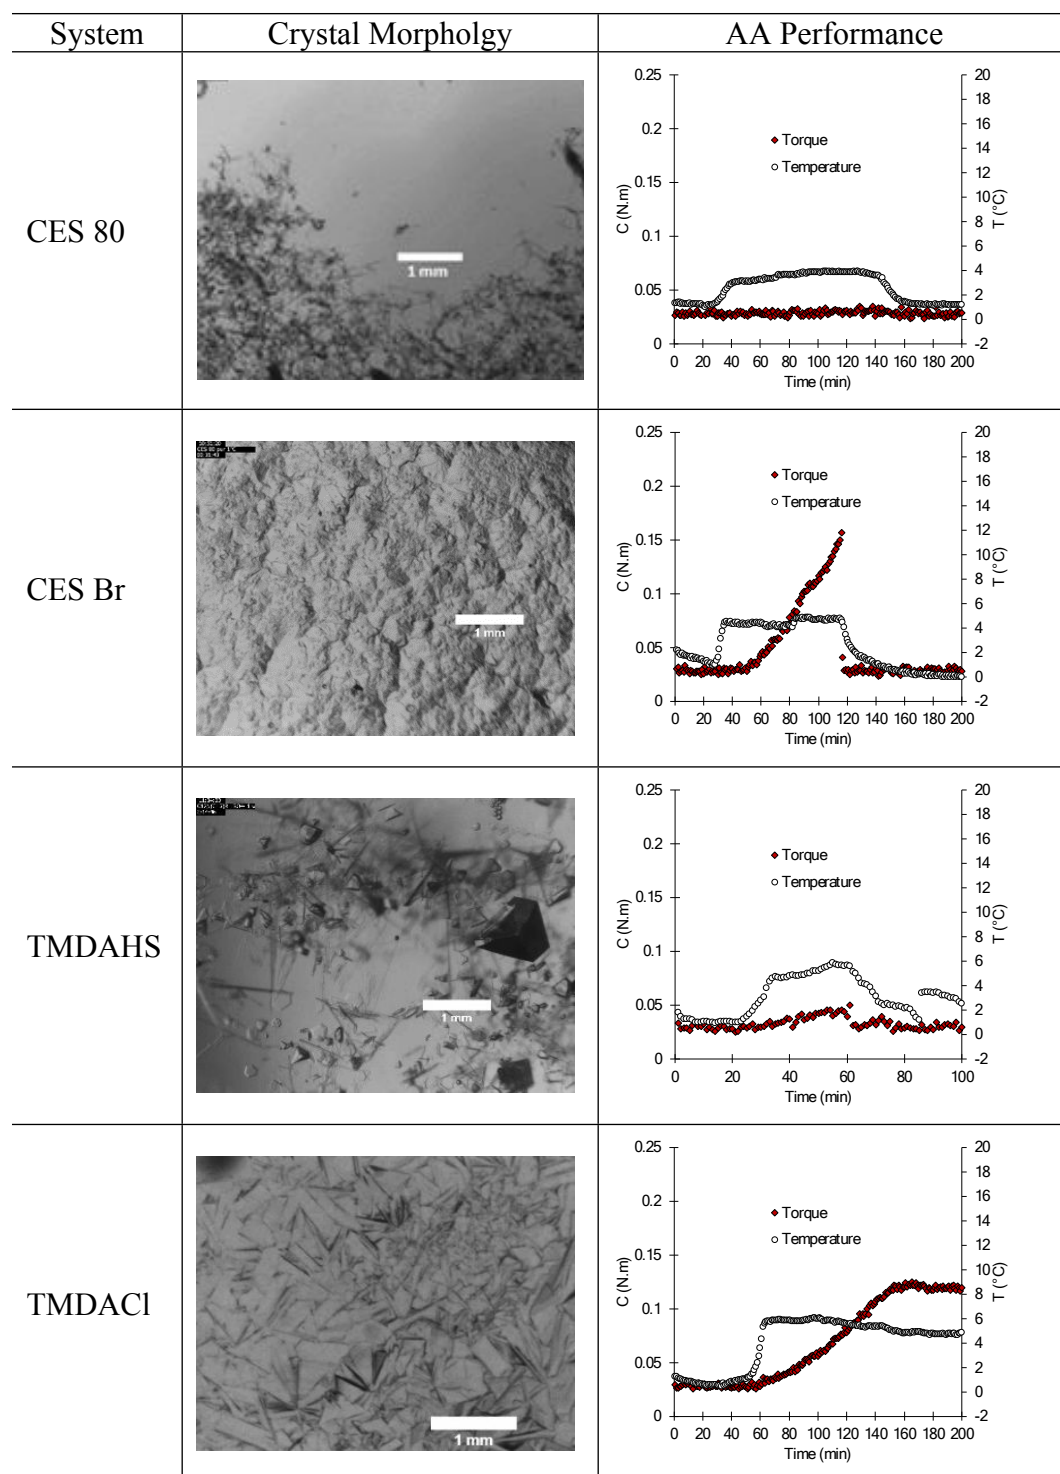 System Crystal Morpholgy AA Performance
CES 80
1 mm
0.25
0.2
0.15
0.1
0.05
0
C (N.m)
Torque
Temperature
20
18
16
14
12
10
8
6
4
2
0
-2
T (°C)
0 20 40 60 80 100 120 140 160 180 200
Time (min)
CES Br
1 mm
0.25
0.2
0.15
0.1
0.05
0
C (N.m)
Torque
Temperature
20
18
16
14
12
10
8
6
4
2
0
-2
T (°C)
0 20 40 60 80 100 120 140 160 180 200
Time (min)
TMDAHS
1 mm
0.25
0.2
0.15
0.1
0.05
0
C (N.m)
Torque
Temperature
20
18
16
14
12
10
8
6
4
2
0
-2
T (°C)
0 20 40 60 80 100
Time (min)
TMDACl
1 mm
0.25
0.2
0.15
0.1
0.05
0
C (N.m)
Torque
Temperature
20
18
16
14
12
10
8
6
4
2
0
-2
T (°C)
0 20 40 60 80 100 120 140 160 180 200
Time (min)